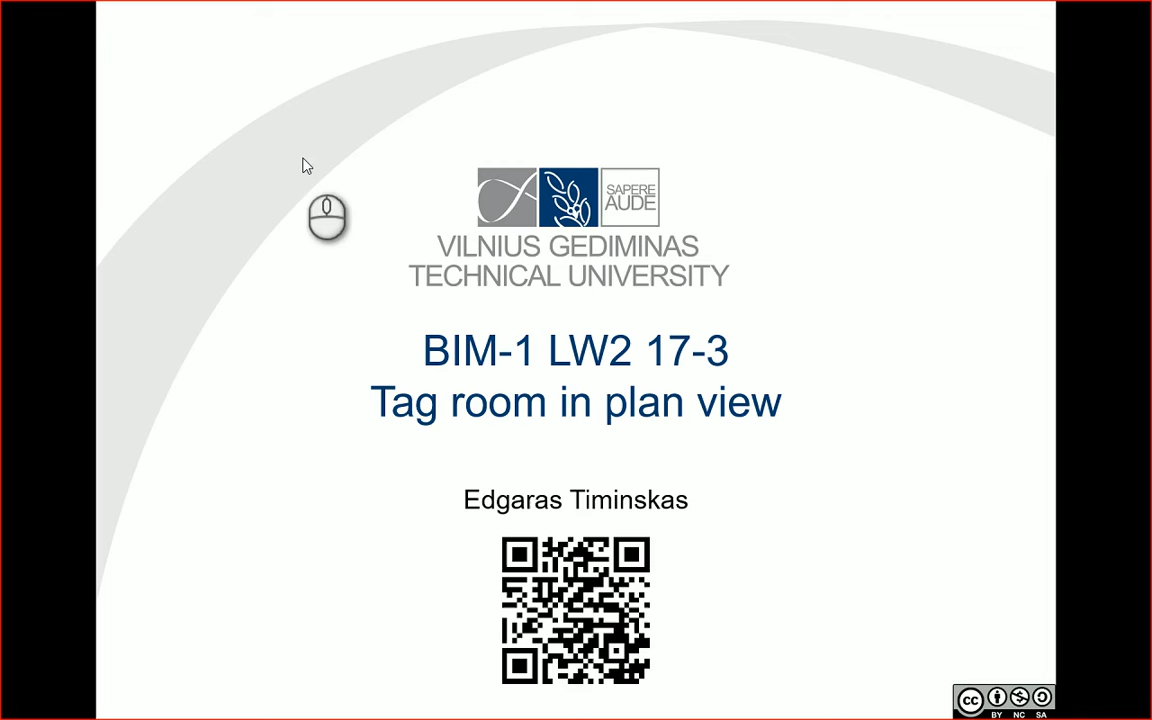 SAPERE
AUDE
VILNIUS GEDIMINAS
TECHNICAL UNIVERSITY
BIM-1 LW2 17-3
Tag room in plan view
Edgaras Timinskas
cc
BY NC SA